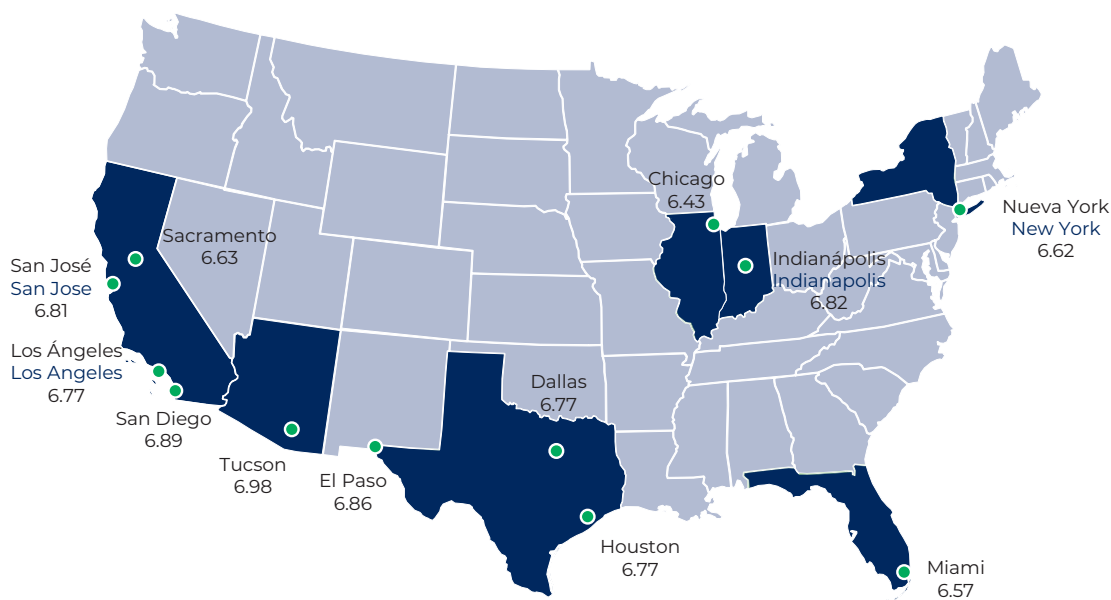 Chicago
6.43
Nueva York
New York
6.62
Sacramento
6.63
Indianápolis
Indianapolis
6.82
San José
San Jose
6.81
Los Ángeles
Los Angeles
6.77
Dallas
6.77
San Diego
6.89
Tucson
6.98
El Paso
6.86
Houston
6.77
Miami
6.57